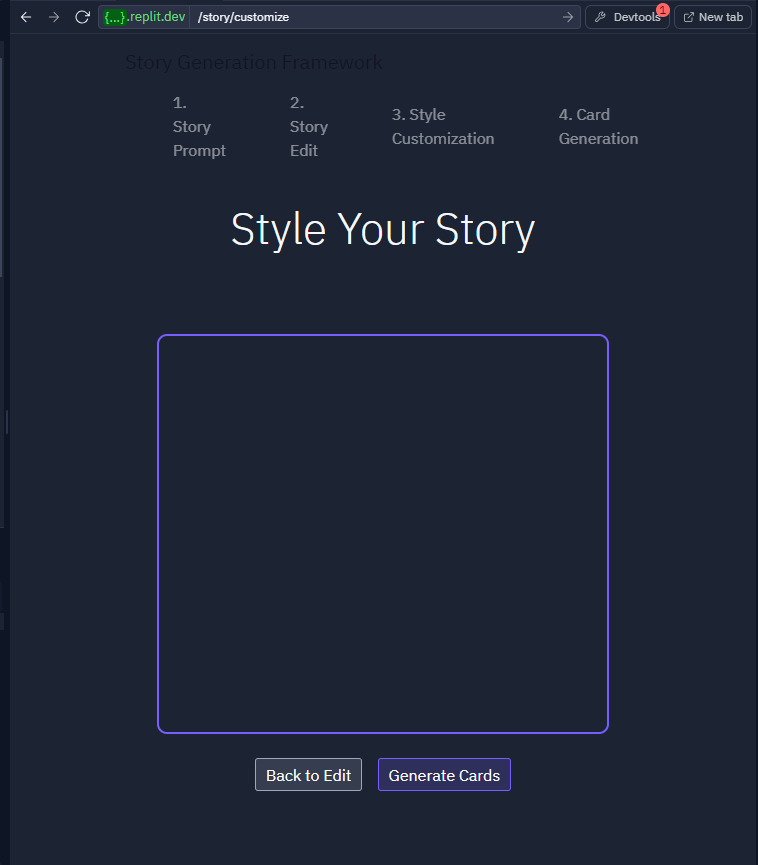 {...}.replit.dev /story/customize Devtools 1 New tab
Story Generation Framework
1. Story Prompt
2. Story Edit
3. Style Customization
4. Card Generation
Style Your Story
Back to Edit Generate Cards